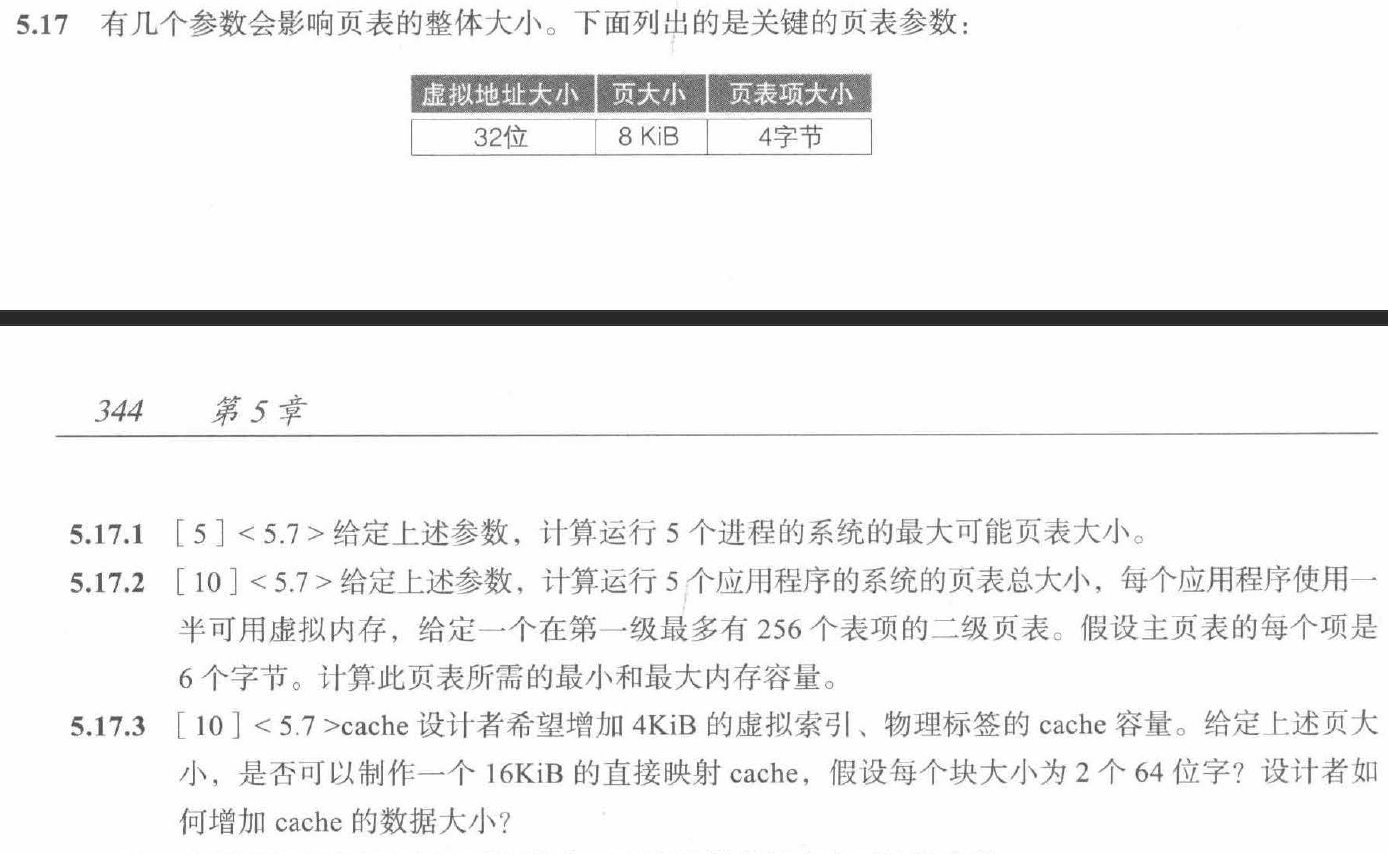 5.17 有几个参数会影响页表的整体大小。下面列出的是关键的页表参数：
虚拟地址大小 页大小 页表项大小
32位 8 KiB 4字节
344 第 5 章
5.17.1 [ 5 ] < 5.7 > 给定上述参数，计算运行 5 个进程的系统的最大可能页表大小。
5.17.2 [ 10 ] < 5.7 > 给定上述参数，计算运行 5 个应用程序的系统的页表总大小，每个应用程序使用一
半可用虚拟内存，给定一个在第一级最多有 256 个表项的二级页表。假设主页表的每个项是
6 个字节。计算此页表所需的最小和最大内存容量。
5.17.3 [ 10 ] < 5.7 >cache 设计者希望增加 4KiB 的虚拟索引、物理标签的 cache 容量。给定上述页大
小，是否可以制作一个 16KiB 的直接映射 cache，假设每个块大小为 2 个 64 位字？设计者如
何增加 cache 的数据大小？